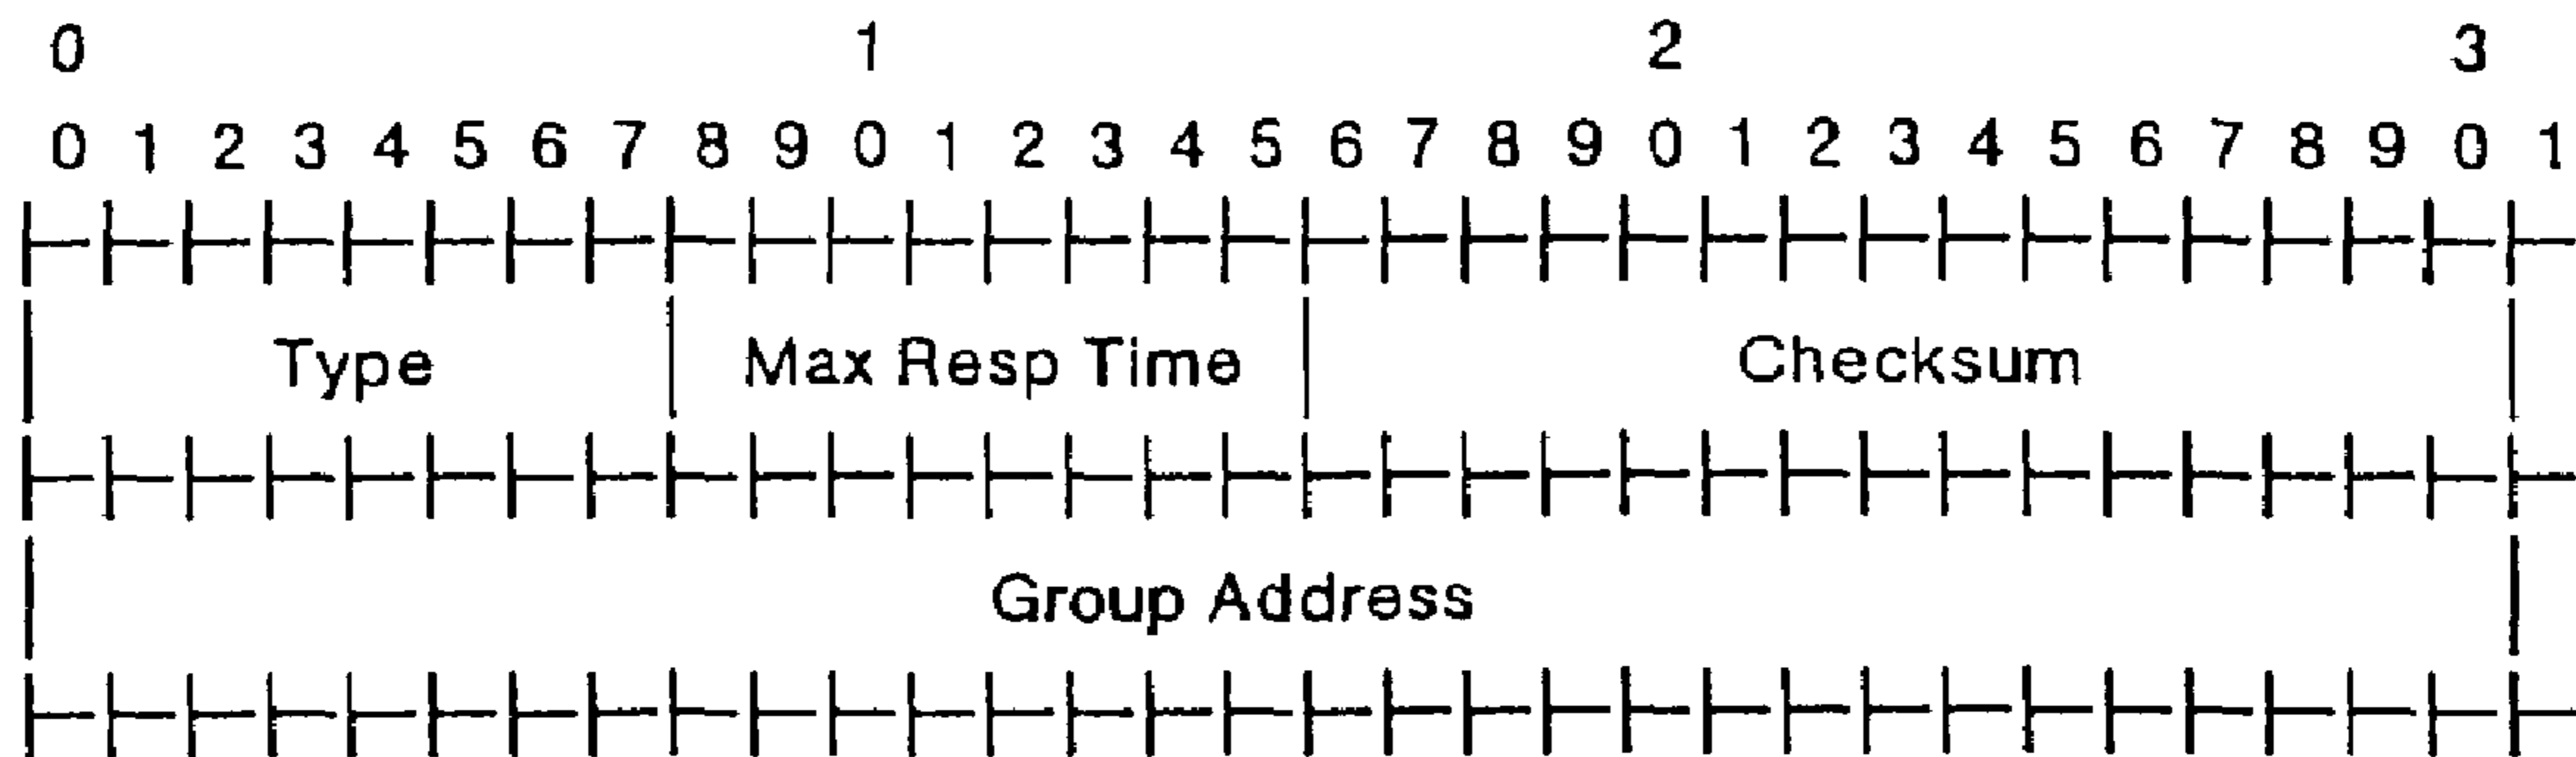 0 1 2 3
0 1 2 3 4 5 6 7 8 9 0 1 2 3 4 5 6 7 8 9 0 1 2 3 4 5 6 7 8 9 0 1
Type Max Resp Time Checksum
Group Address